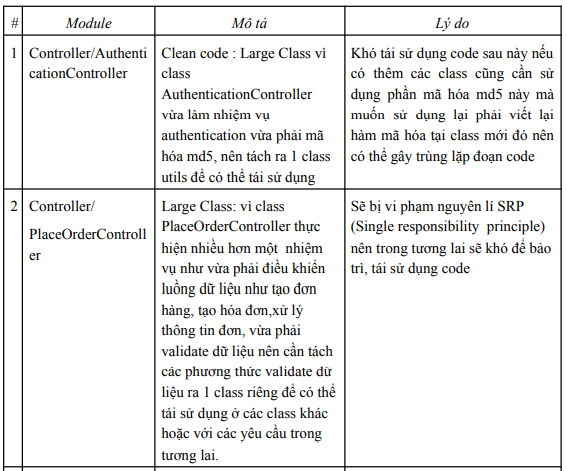 # Module Mô tả Lý do
1 Controller/Authenti
cationController
Clean code : Large Class vì
class
AuthenticationController
vừa làm nhiệm vụ
authentication vừa phải mã
hóa md5, nên tách ra 1 class
utils để có thể tái sử dụng
Khó tái sử dụng code sau này nếu
có thêm các class cũng cần sử
dụng phần mã hóa md5 này mà
muốn sử dụng lại phải viết lại
hàm mã hóa tại class mới đó nên
có thể gây trùng lặp đoạn code
2 Controller/
PlaceOrderControll
er
Large Class: vì class
PlaceOrderController thực
hiện nhiều hơn một nhiệm
vụ như vừa phải điều khiển
luồng dữ liệu như tạo đơn
hàng, tạo hóa đơn,xử lý
thông tin đơn, vừa phải
validate dữ liệu nên cần tách
các phương thức validate dữ
liệu ra 1 class riêng để có thể
tái sử dụng ở các class khác
hoặc với các yêu cầu trong
tương lai.
Sẽ bị vi phạm nguyên lí SRP
(Single responsibility principle)
nên trong tương lai sẽ khó để bảo
trì, tái sử dụng code